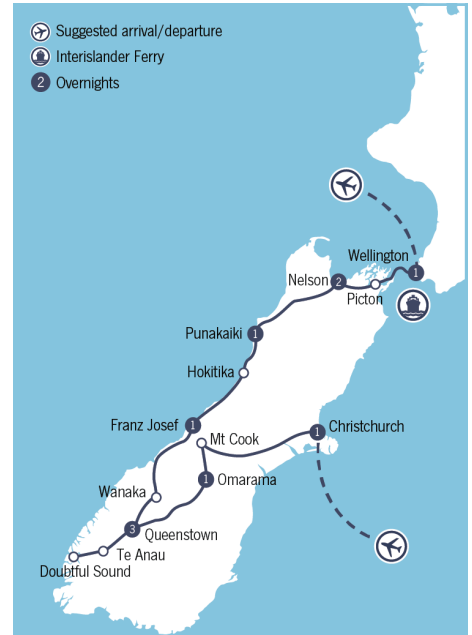 Suggested arrival/departure
Interislander Ferry
2 Overnights
Wellington
1
Nelson
2
Picton
Punakaiki
1
Hokitika
Franz Josef
1
Mt Cook
Christchurch
1
Omarama
1
Wanaka
3
Queenstown
Te Anau
Doubtful Sound